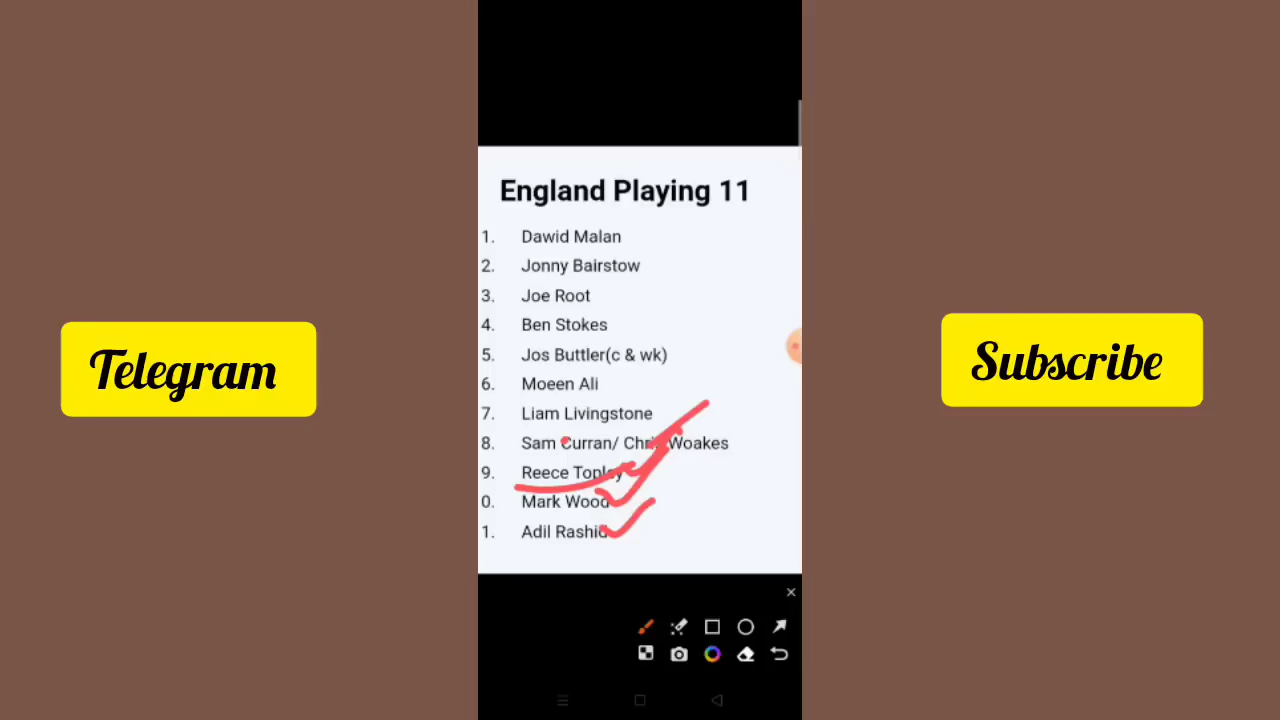 England Playing 11
1. Dawid Malan
2. Jonny Bairstow
3. Joe Root
4. Ben Stokes
5. Jos Buttler(c & wk)
6. Moeen Ali
7. Liam Livingstone
8. Sam Curran/ Chris Woakes
9. Reece Topley
0. Mark Wood
1. Adil Rashid
Telegram
Subscribe